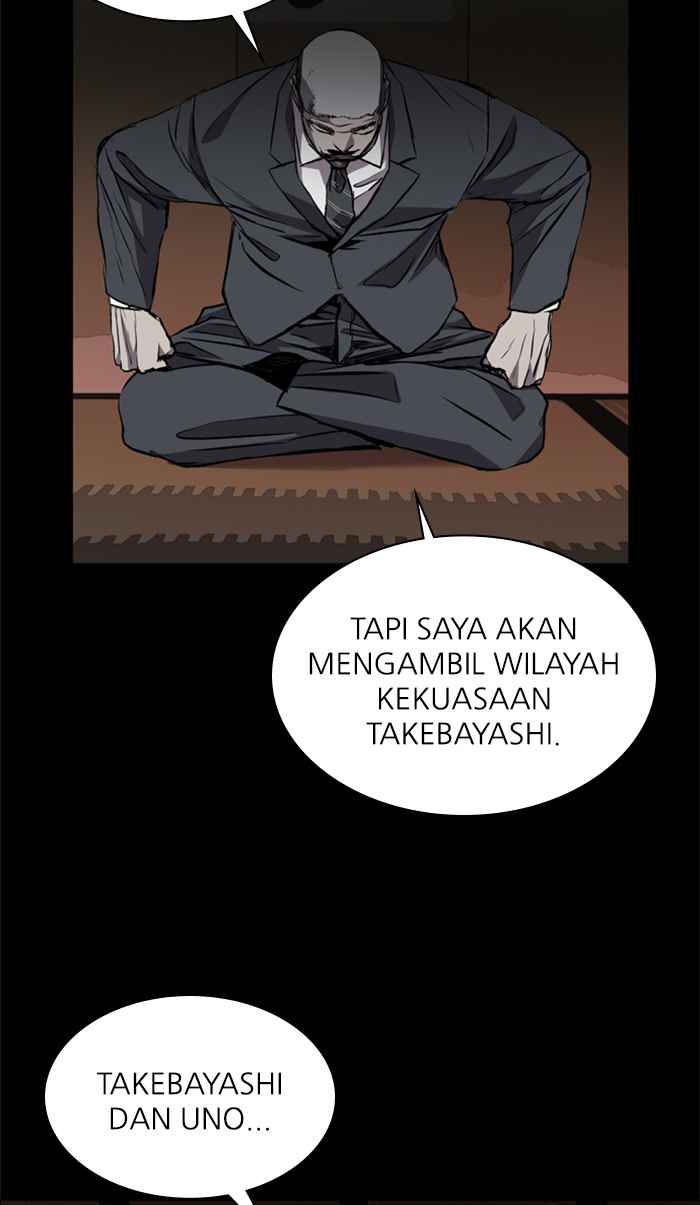 TAPI SAYA AKAN
MENGAMBIL WILAYAH
KEKUASAAN
TAKEBAYASHI.
TAKEBAYASHI
DAN UNO...